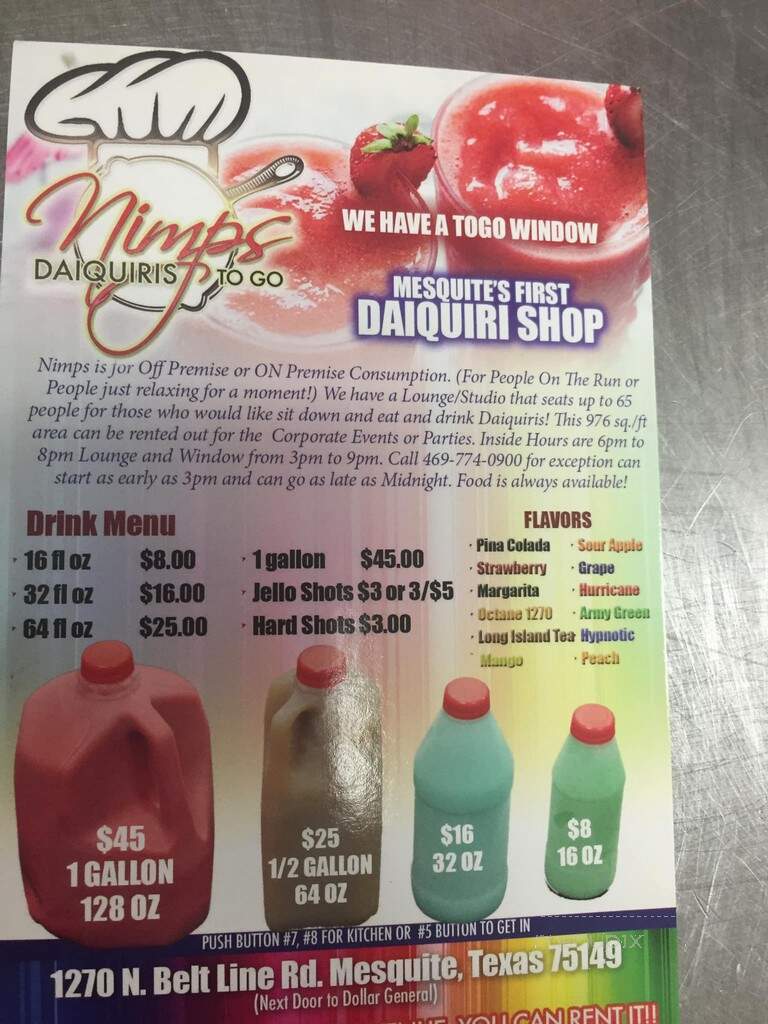 Nimps
DAIQUIRIS TO GO
WE HAVE A TOGO WINDOW
MESQUITE'S FIRST
DAIQUIRI SHOP
Nimps is for Off Premise or ON Premise Consumption. (For People On The Run or
People just relaxing for a moment!) We have a Lounge/Studio that seats up to 65
people for those who would like sit down and eat and drink Daiquiris! This 976 sq./ft
area can be rented out for the Corporate Events or Parties. Inside Hours are 6pm to
8pm Lounge and Window from 3pm to 9pm. Call 469-774-0900 for exception can
start as early as 3pm and can go as late as Midnight. Food is always available!
Drink Menu
· 16 fl oz $8.00
· 32 fl oz $16.00
· 64 fl oz $25.00
· 1 gallon $45.00
· Jello Shots $3 or 3/$5
· Hard Shots $3.00
FLAVORS
· Pina Colada · Sour Apple
· Strawberry · Grape
· Margarita · Hurricane
· Octane 1270 · Army Green
· Long Island Tea · Hypnotic
· Mango · Peach
$45
1 GALLON
128 OZ
$25
1/2 GALLON
64 OZ
$16
32 OZ
$8
16 OZ
PUSH BUTTON #7, #8 FOR KITCHEN OR #5 BUTTON TO GET IN
1270 N. Belt Line Rd. Mesquite, Texas 75149
(Next Door to Dollar General)
YOU CAN RENT IT!!